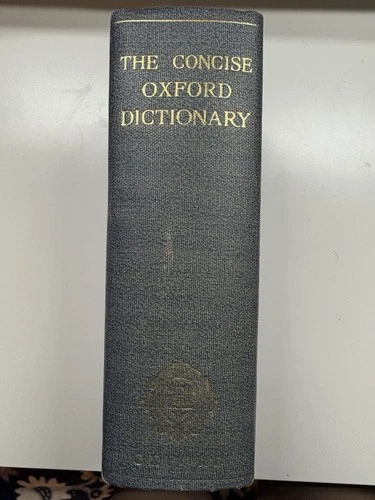 THE CONCISE
OXFORD
DICTIONARY